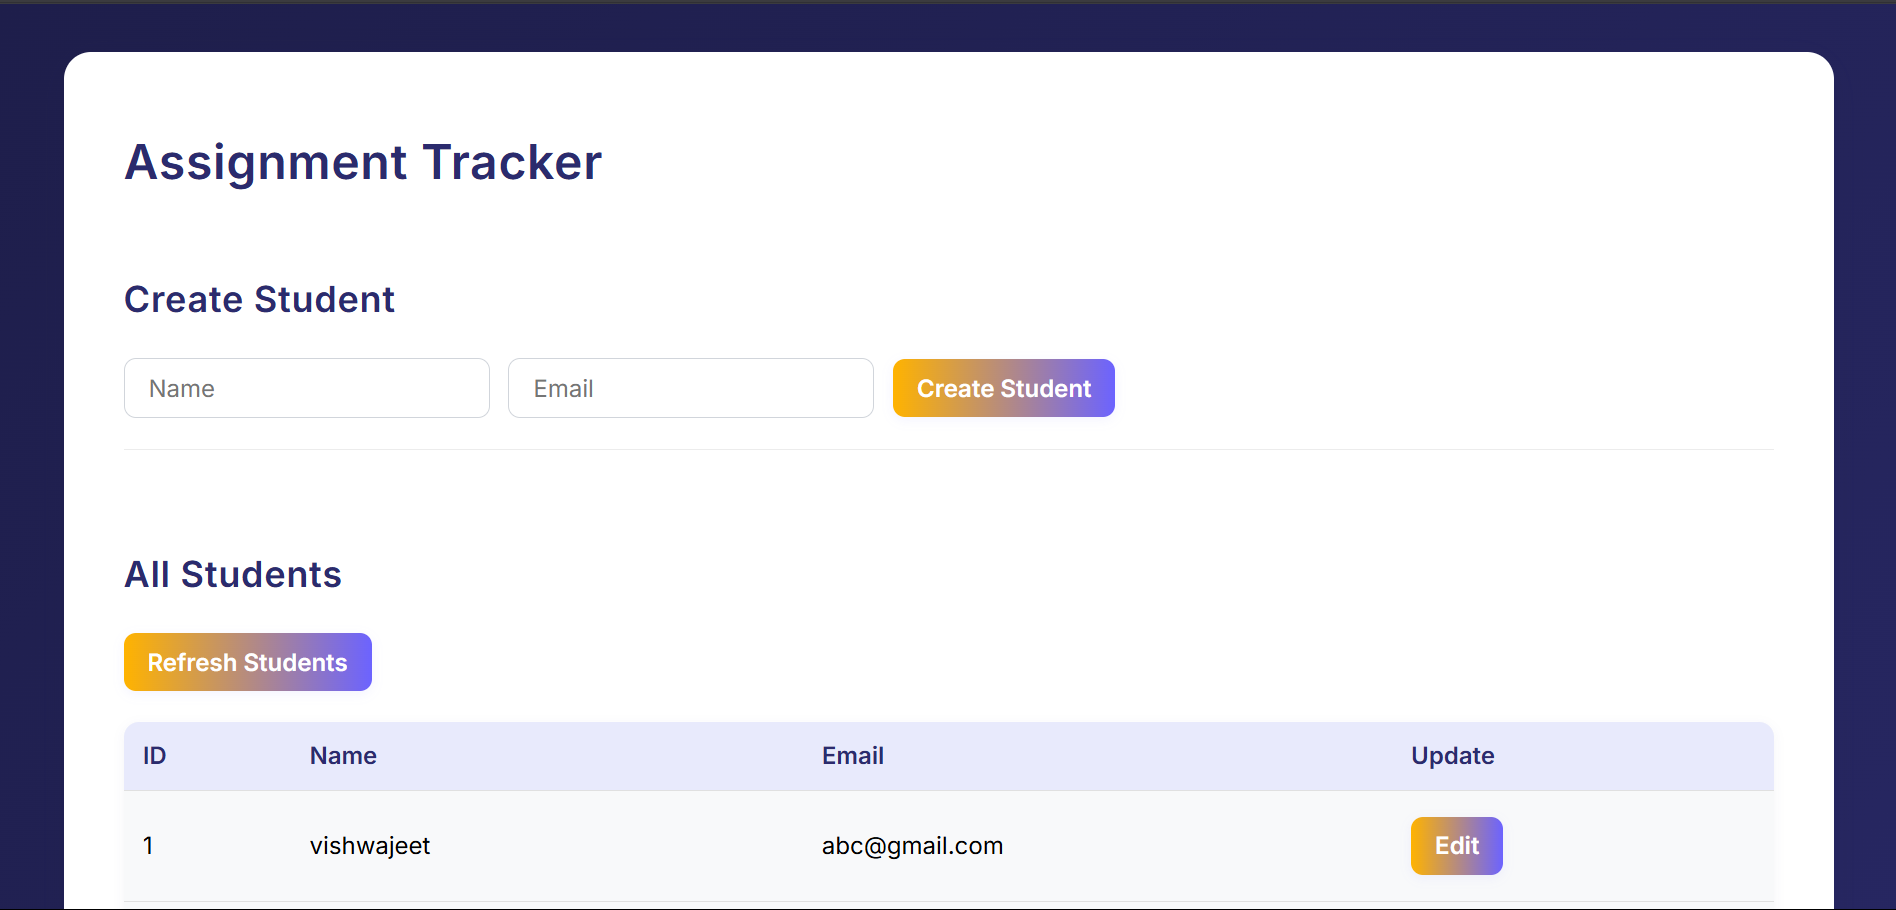 Assignment Tracker
Create Student
Name Email Create Student
All Students
Refresh Students
ID Name Email Update
1 vishwajeet abc@gmail.com Edit